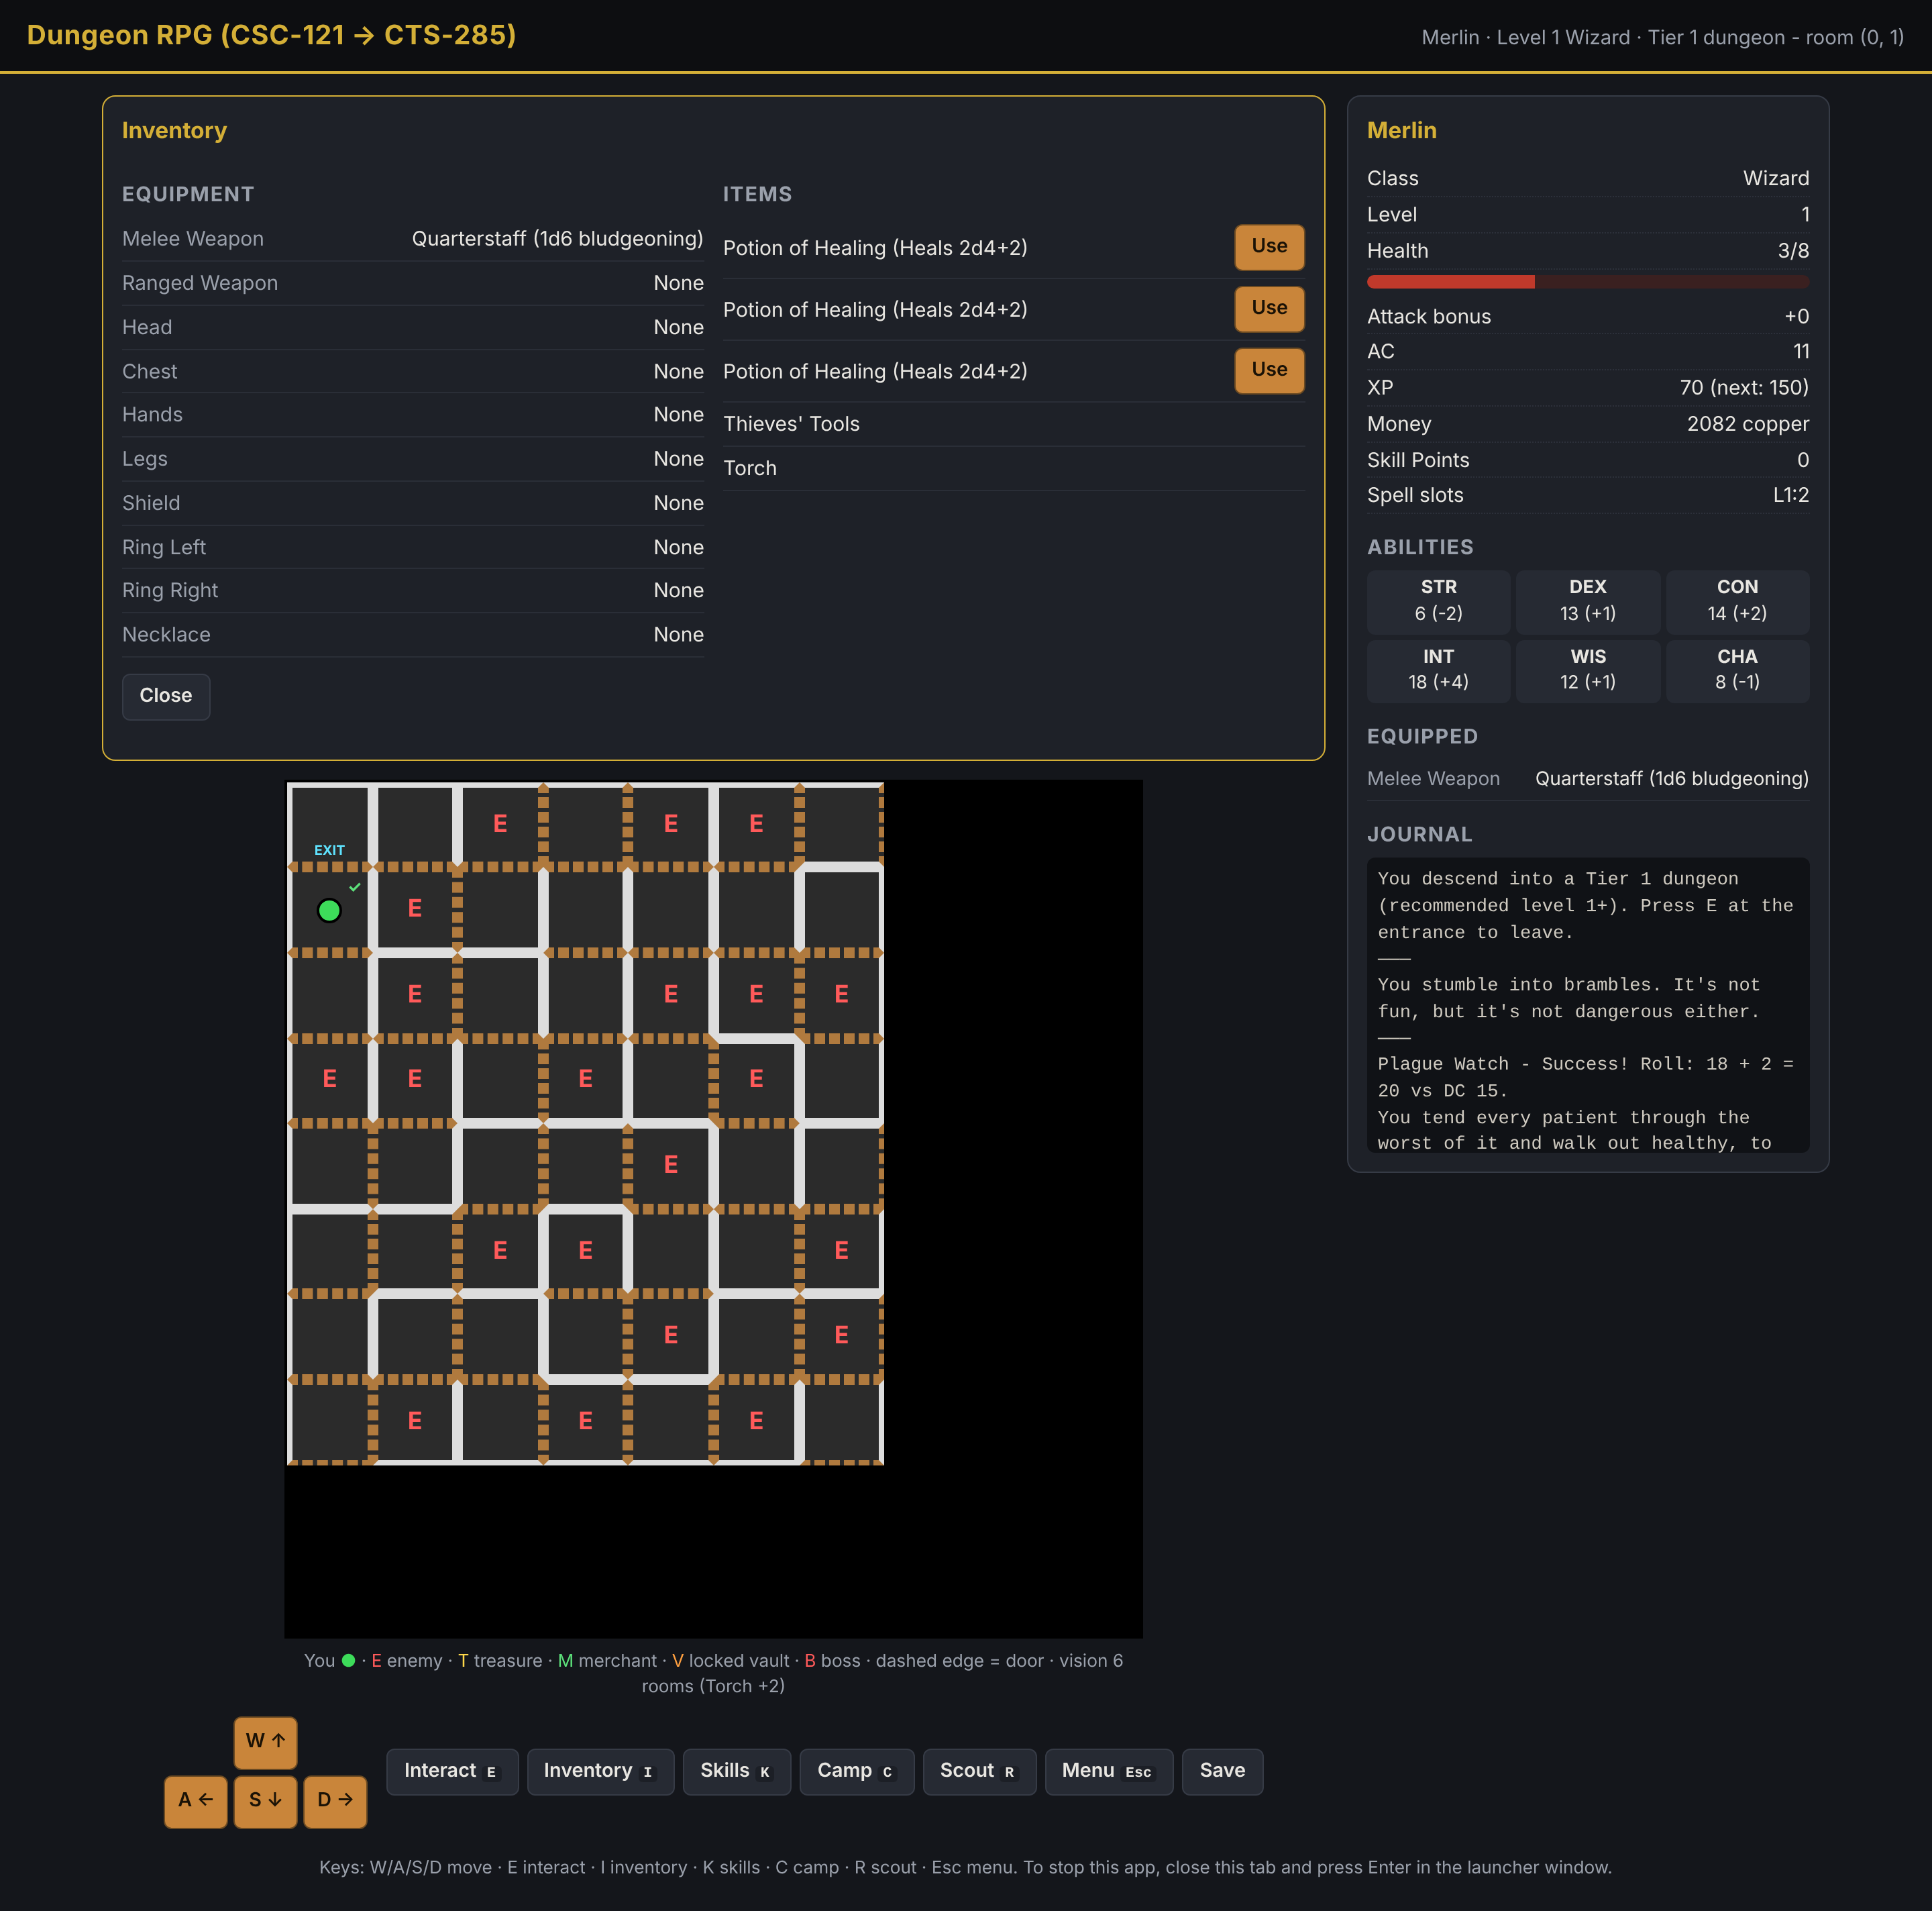 Dungeon RPG (CSC-121 → CTS-285)
Merlin · Level 1 Wizard · Tier 1 dungeon - room (0, 1)
Inventory
EQUIPMENT
Melee Weapon Quarterstaff (1d6 bludgeoning)
Ranged Weapon None
Head None
Chest None
Hands None
Legs None
Shield None
Ring Left None
Ring Right None
Necklace None
Close
ITEMS
Potion of Healing (Heals 2d4+2) Use
Potion of Healing (Heals 2d4+2) Use
Potion of Healing (Heals 2d4+2) Use
Thieves' Tools
Torch
E E E
EXIT
E
E E E E
E E E E
E
E E E
E E
E E E
You · E enemy · T treasure · M merchant · V locked vault · B boss · dashed edge = door · vision 6
rooms (Torch +2)
W ↑
A ← S ↓ D →
Interact E Inventory I Skills K Camp C Scout R Menu Esc Save
Merlin
Class Wizard
Level 1
Health 3/8
Attack bonus +0
AC 11
XP 70 (next: 150)
Money 2082 copper
Skill Points 0
Spell slots L1:2
ABILITIES
STR DEX CON
6 (-2) 13 (+1) 14 (+2)
INT WIS CHA
18 (+4) 12 (+1) 8 (-1)
EQUIPPED
Melee Weapon Quarterstaff (1d6 bludgeoning)
JOURNAL
You descend into a Tier 1 dungeon
(recommended level 1+). Press E at the
entrance to leave.
———
You stumble into brambles. It's not
fun, but it's not dangerous either.
———
Plague Watch - Success! Roll: 18 + 2 =
20 vs DC 15.
You tend every patient through the
worst of it and walk out healthy, to
Keys: W/A/S/D move · E interact · I inventory · K skills · C camp · R scout · Esc menu. To stop this app, close this tab and press Enter in the launcher window.